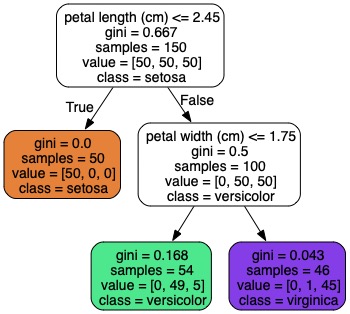 petal length (cm) <= 2.45
gini = 0.667
samples = 150
value = [50, 50, 50]
class = setosa
True
False
gini = 0.0
samples = 50
value = [50, 0, 0]
class = setosa
petal width (cm) <= 1.75
gini = 0.5
samples = 100
value = [0, 50, 50]
class = versicolor
gini = 0.168
samples = 54
value = [0, 49, 5]
class = versicolor
gini = 0.043
samples = 46
value = [0, 1, 45]
class = virginica